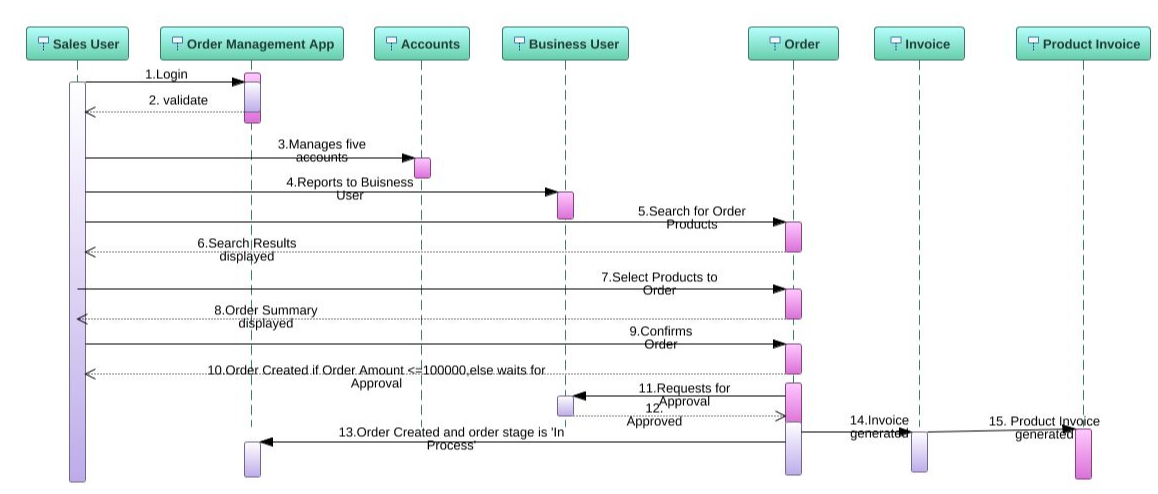 Sales User
Order Management App
Accounts
Business User
Order
Invoice
Product Invoice
1.Login
2. validate
3.Manages five
accounts
4.Reports to Buisness
User
5.Search for Order
Products
6.Search Results
displayed
7.Select Products to
Order
8.Order Summary
displayed
9.Confirms
Order
10.Order Created if Order Amount <=100000,else waits for
Approval
11.Requests for
Approval
12.
Approved
13.Order Created and order stage is 'In
Process'
14.Invoice
generated
15. Product Invoice
generated